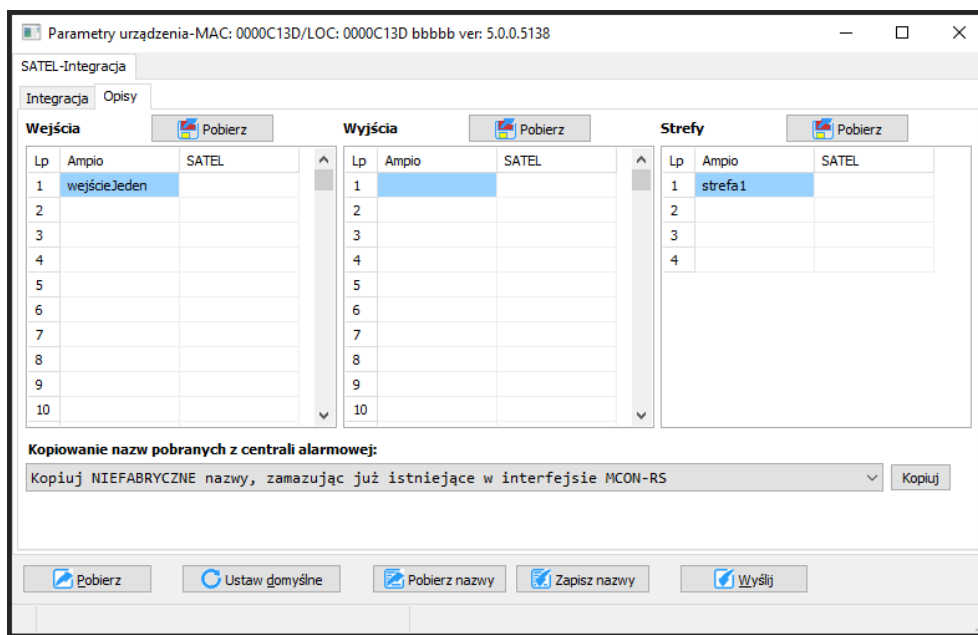 Parametry urządzenia-MAC: 0000C13D/LOC: 0000C13D bbbbb ver: 5.0.0.5138
SATEL-Integracja
Integracja Opisy
Wejścia Pobierz Wyjścia Pobierz Strefy Pobierz
Lp Ampio SATEL Lp Ampio SATEL Lp Ampio SATEL
1 wejścieJeden 1 1 strefa1
2 2 2
3 3 3
4 4 4
5 5
6 6
7 7
8 8
9 9
10 10
Kopiowanie nazw pobranych z centrali alarmowej:
Kopiuj NIEFABRYCZNE nazwy, zamazując już istniejące w interfejsie MCON-RS Kopiuj
Pobierz Ustaw domyślne Pobierz nazwy Zapisz nazwy Wyślij